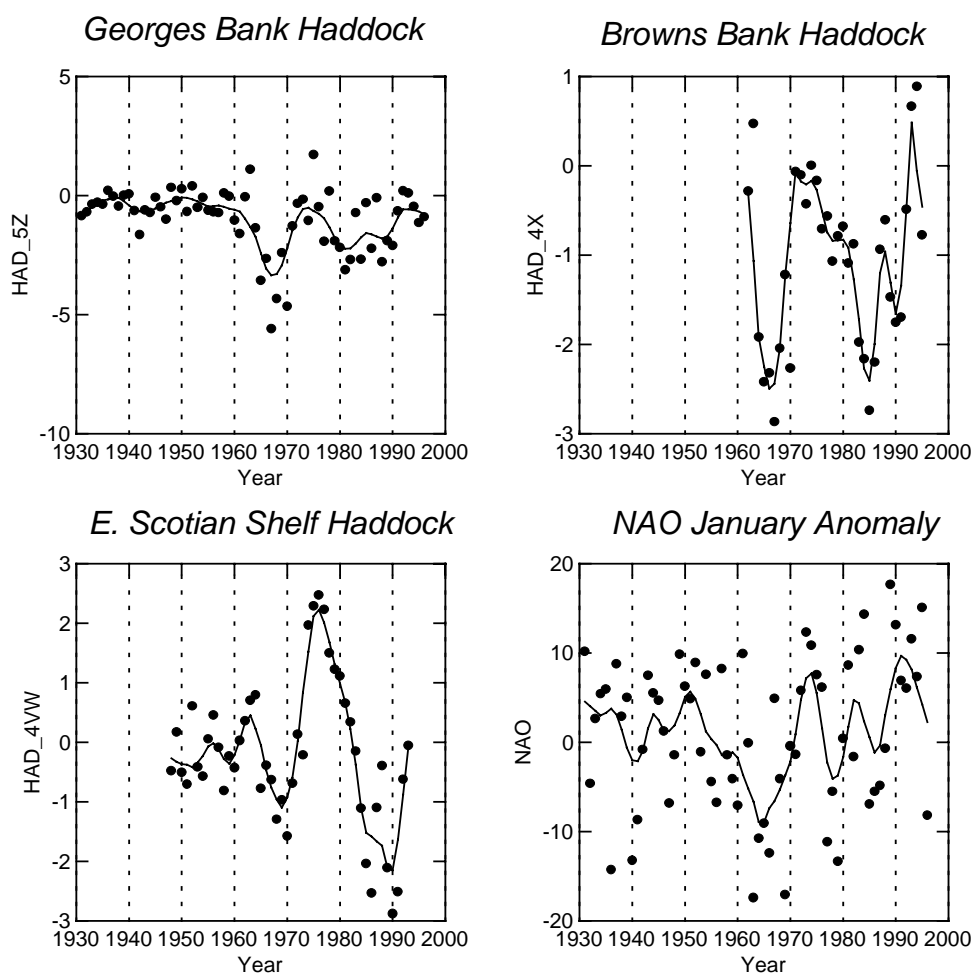 Georges Bank Haddock
5
0
-5
-10
HAD_5Z
1930 1940 1950 1960 1970 1980 1990 2000
Year
Browns Bank Haddock
1
0
-1
-2
-3
HAD_4X
1930 1940 1950 1960 1970 1980 1990 2000
Year
E. Scotian Shelf Haddock
3
2
1
0
-1
-2
-3
HAD_4VW
1930 1940 1950 1960 1970 1980 1990 2000
Year
NAO January Anomaly
20
10
0
-10
-20
NAO
1930 1940 1950 1960 1970 1980 1990 2000
Year